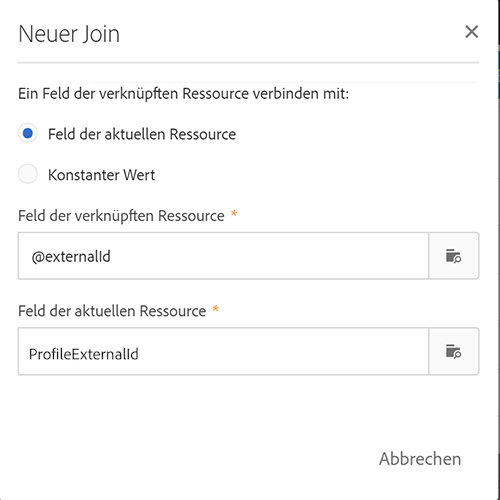 Neuer Join
Ein Feld der verknüpften Ressource verbinden mit:
Feld der aktuellen Ressource
Konstanter Wert
Feld der verknüpften Ressource *
@externalId
Feld der aktuellen Ressource *
ProfileExternalId
Abbrechen